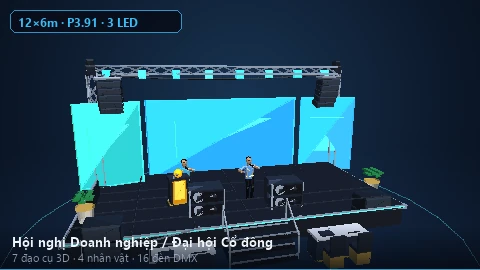 12×6m · P3.91 · 3 LED
Hội nghị Doanh nghiệp / Đại hội Cổ đông
7 đạo cụ 3D · 4 nhân vật · 16 đèn DMX